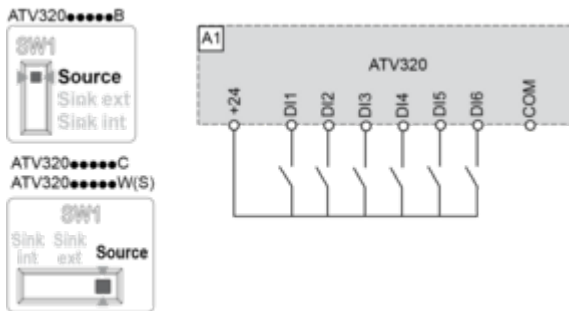 ATV320●●●●●B
SW1
Source
Sink ext
Sink int
ATV320●●●●●C
ATV320●●●●●W(S)
SW1
Sink int
Sink ext
Source
A1
ATV320
+24
DI1
DI2
DI3
DI4
DI5
DI6
COM